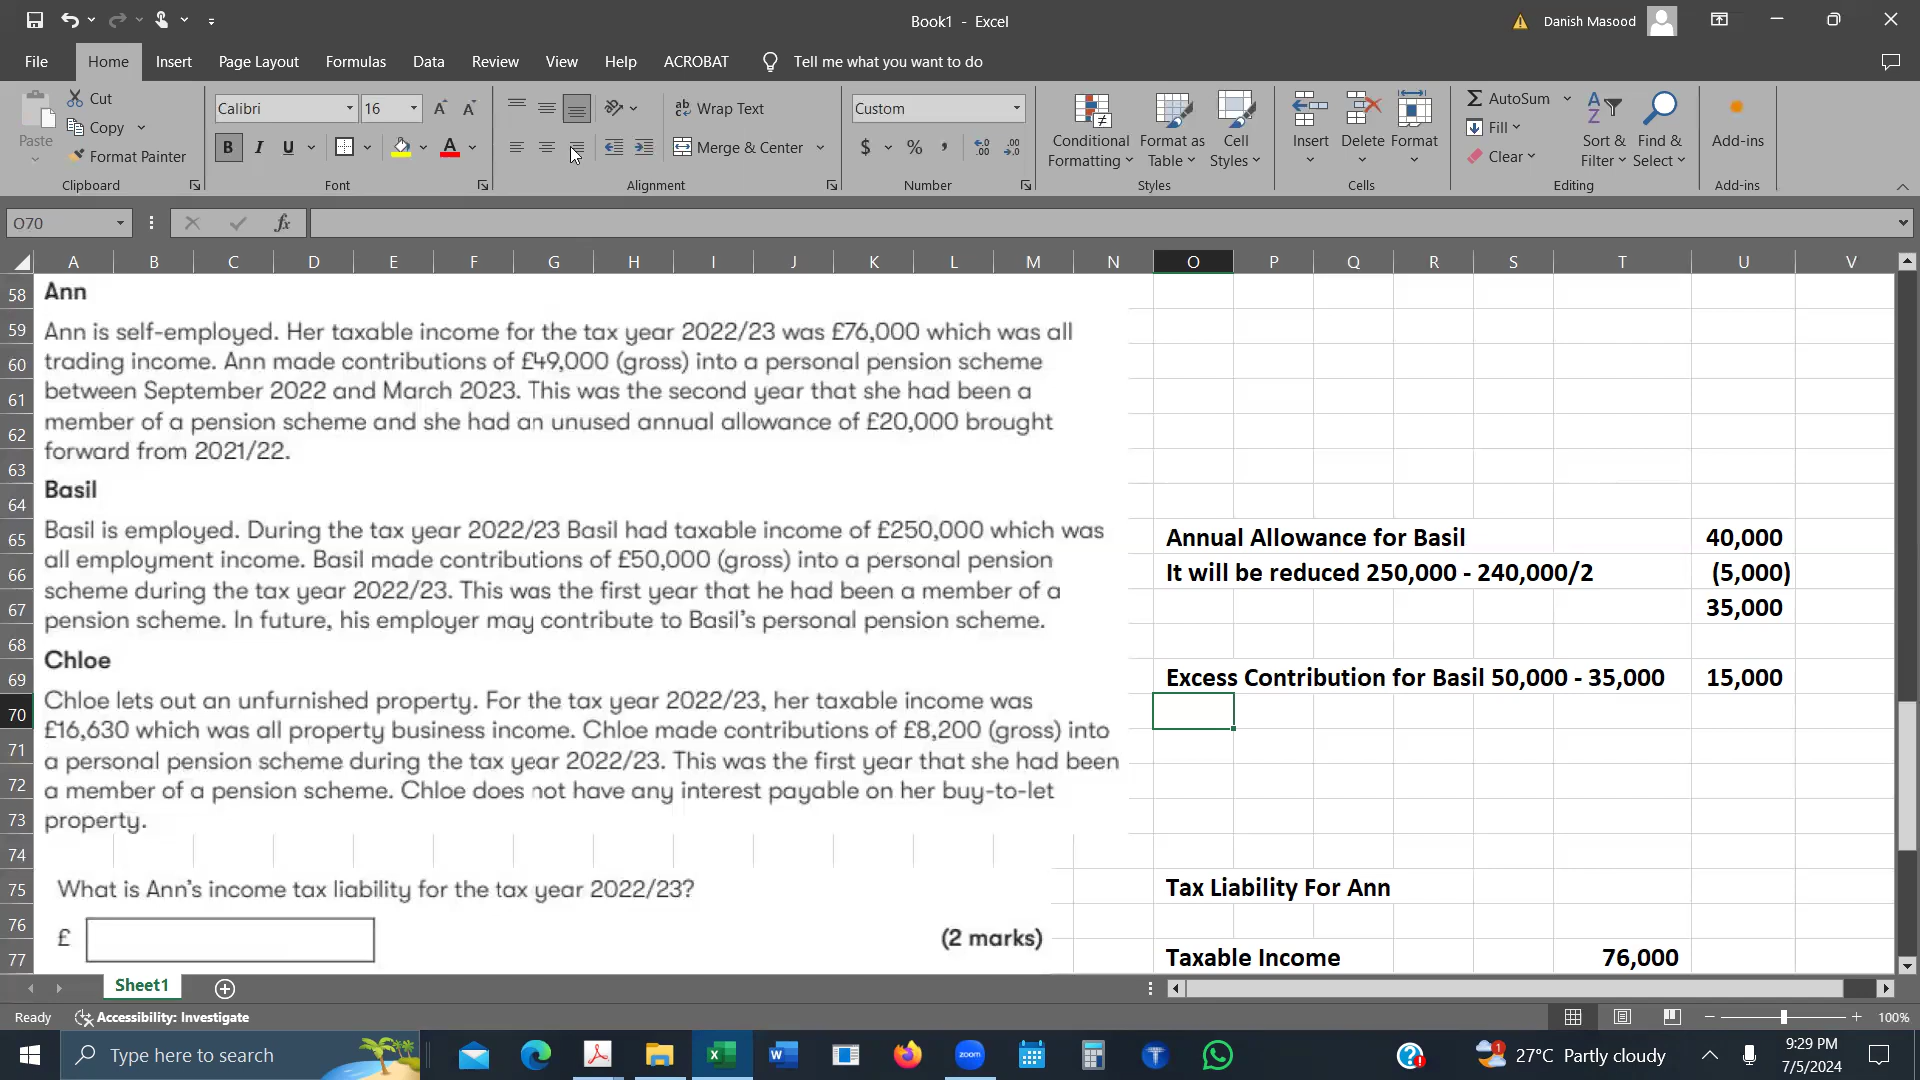 Book1 - Excel
Danish Masood
File Home Insert Page Layout Formulas Data Review View Help ACROBAT Tell me what you want to do
Paste
Cut
Copy
Format Painter
Clipboard
Calibri 16
B I U
Font
Wrap Text
Merge & Center
Alignment
Custom
$ % ,
Number
Conditional Formatting
Format as Table
Cell Styles
Styles
Insert Delete Format
Cells
AutoSum
Fill
Clear
Sort & Filter
Find & Select
Editing
Add-ins
Add-ins
O70
fx
A B C D E F G H I J K L M N O P Q R S T U V
58 59 60 61 62 63 64 65 66 67 68 69 70 71 72 73 74 75 76 77
Ann
Ann is self-employed. Her taxable income for the tax year 2022/23 was £76,000 which was all
trading income. Ann made contributions of £49,000 (gross) into a personal pension scheme
between September 2022 and March 2023. This was the second year that she had been a
member of a pension scheme and she had an unused annual allowance of £20,000 brought
forward from 2021/22.
Basil
Basil is employed. During the tax year 2022/23 Basil had taxable income of £250,000 which was
all employment income. Basil made contributions of £50,000 (gross) into a personal pension
scheme during the tax year 2022/23. This was the first year that he had been a member of a
pension scheme. In future, his employer may contribute to Basil's personal pension scheme.
Chloe
Chloe lets out an unfurnished property. For the tax year 2022/23, her taxable income was
£16,630 which was all property business income. Chloe made contributions of £8,200 (gross) into
a personal pension scheme during the tax year 2022/23. This was the first year that she had been
a member of a pension scheme. Chloe does not have any interest payable on her buy-to-let
property.
What is Ann's income tax liability for the tax year 2022/23?
£
(2 marks)
Annual Allowance for Basil 40,000
It will be reduced 250,000 - 240,000/2 (5,000)
35,000
Excess Contribution for Basil 50,000 - 35,000 15,000
Tax Liability For Ann
Taxable Income 76,000
Sheet1
Ready
Accessibility: Investigate
100%
Type here to search
zoom
27°C Partly cloudy
9:29 PM
7/5/2024